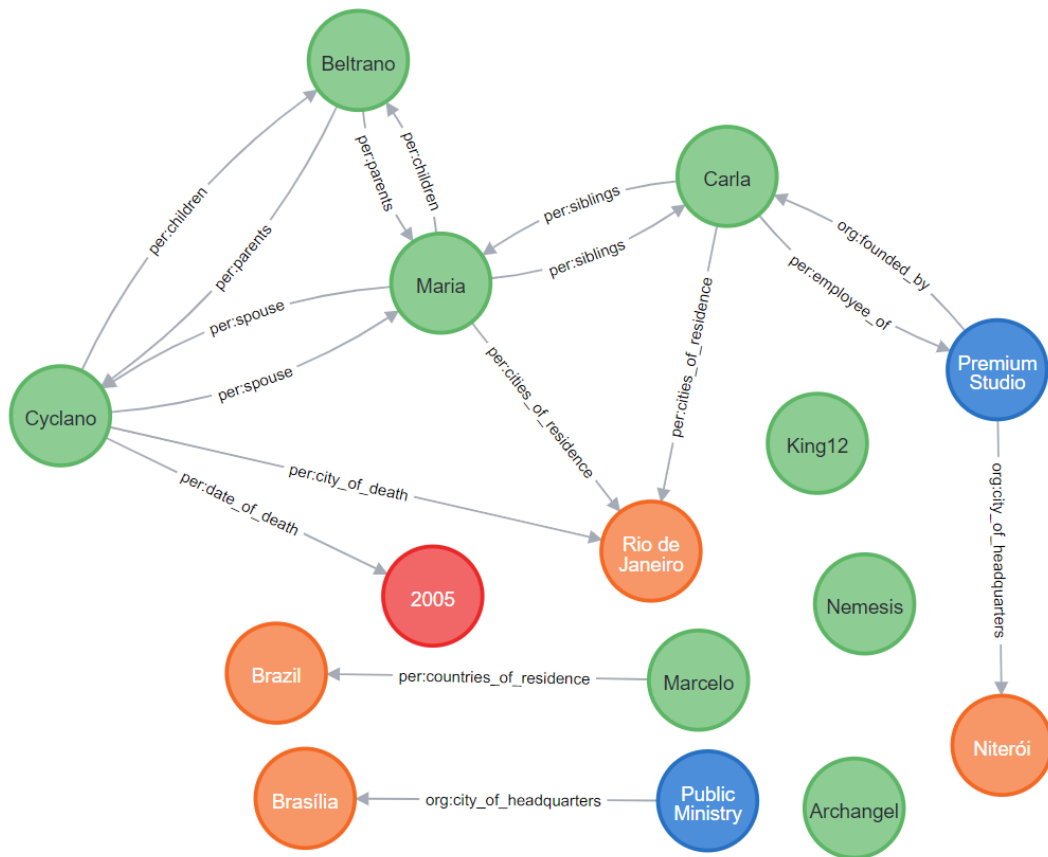 Beltrano
per:children
per:parents
per:parents
per:children
Carla
per:siblings
per:siblings
org:founded_by
per:employee_of
Maria
per:spouse
per:spouse
per:cities_of_residence
per:cities_of_residence
Premium
Studio
Cyclano
King12
per:city_of_death
per:date_of_death
org:city_of_headquarters
Rio de
Janeiro
2005
Nemesis
Brazil
per:countries_of_residence
Marcelo
Niterói
Brasília
org:city_of_headquarters
Public
Ministry
Archangel